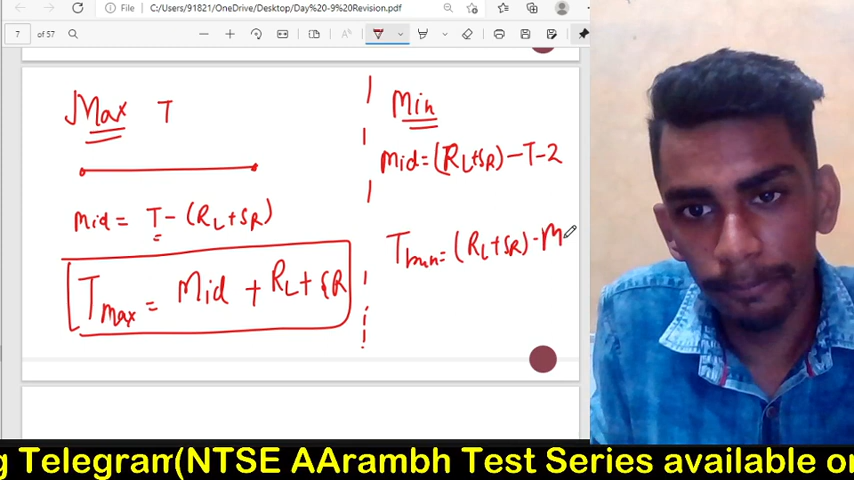 File
C:/Users/91821/OneDrive/Desktop/Day%20-9%20Revision.pdf
7 of 57
Max T
mid = T - (RL+SR)
Tmax = Mid + RL + SR
Min
mid = (RL+SR) - T - 2
Tmin = (RL+SR) - M
g Telegram(NTSE AArambh Test Series available o